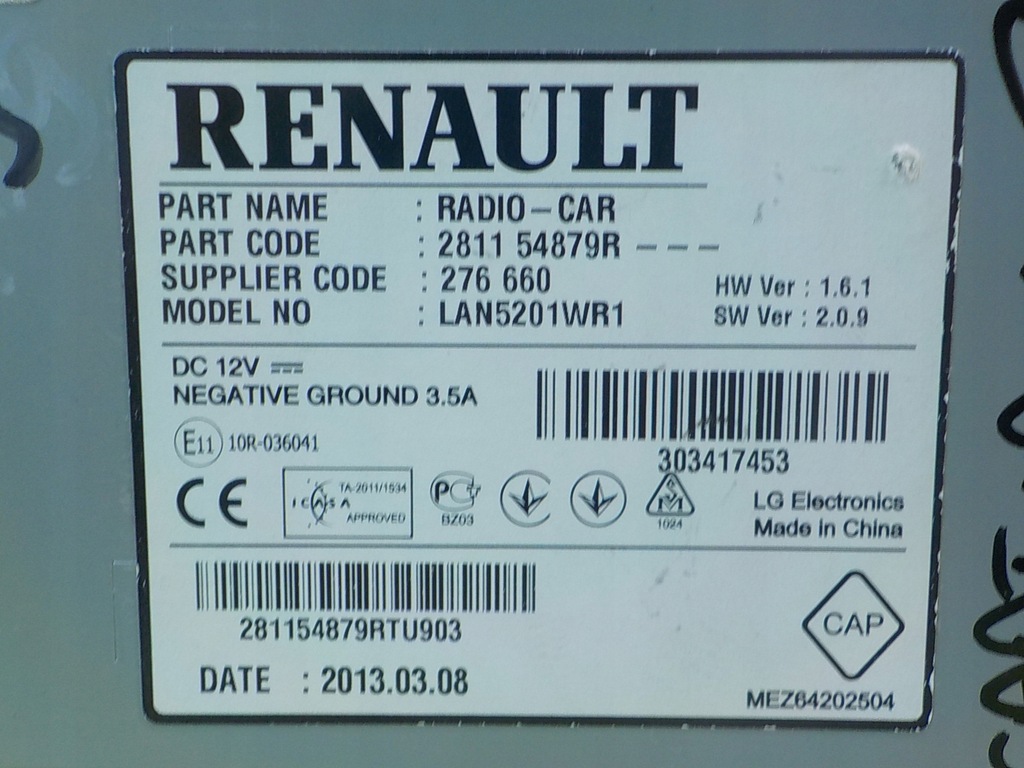 RENAULT
PART NAME : RADIO-CAR
PART CODE : 2811 54879R ---
SUPPLIER CODE : 276 660
MODEL NO : LAN5201WR1
HW Ver : 1.6.1
SW Ver : 2.0.9
DC 12V
NEGATIVE GROUND 3.5A
E11 10R-036041
303417453
CE
ICASA TA-2011/1534 APPROVED
PCT
BZ03
M
1024
LG Electronics
Made in China
281154879RTU903
DATE : 2013.03.08
CAP
MEZ64202504